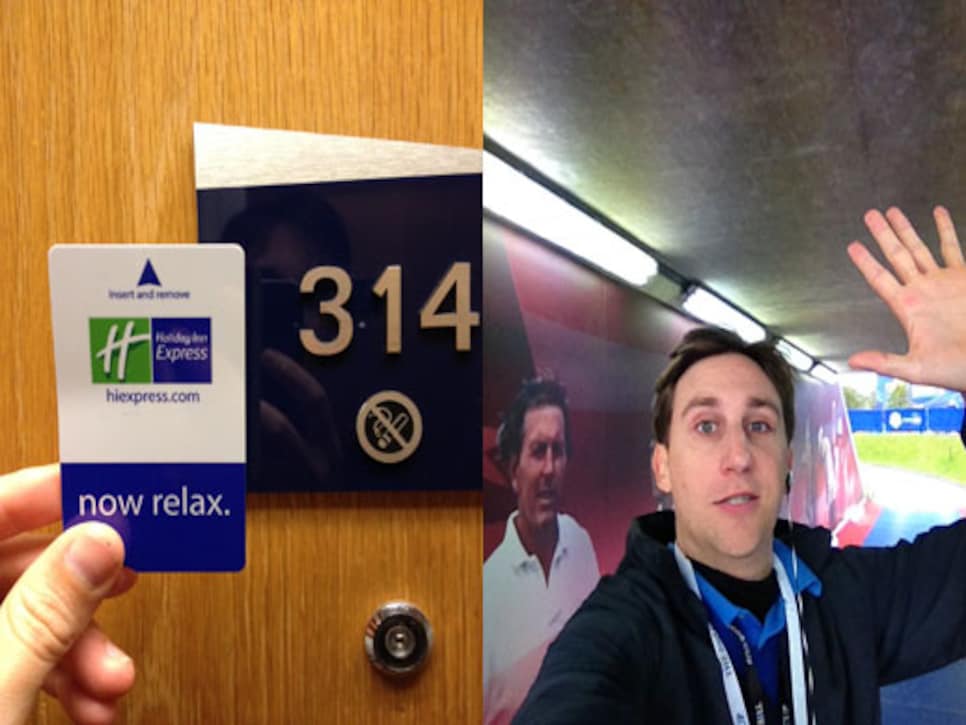 314
Insert and remove
H
Holiday Inn
Express
hiexpress.com
now relax.